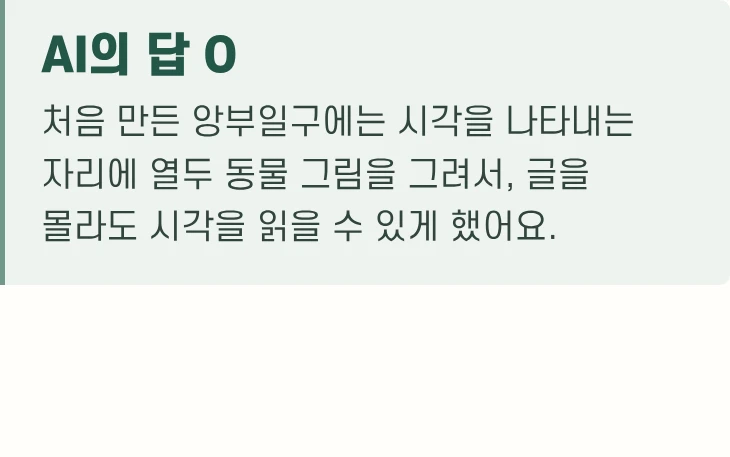 AI의 답 O
처음 만든 앙부일구에는 시각을 나타내는
자리에 열두 동물 그림을 그려서, 글을
몰라도 시각을 읽을 수 있게 했어요.